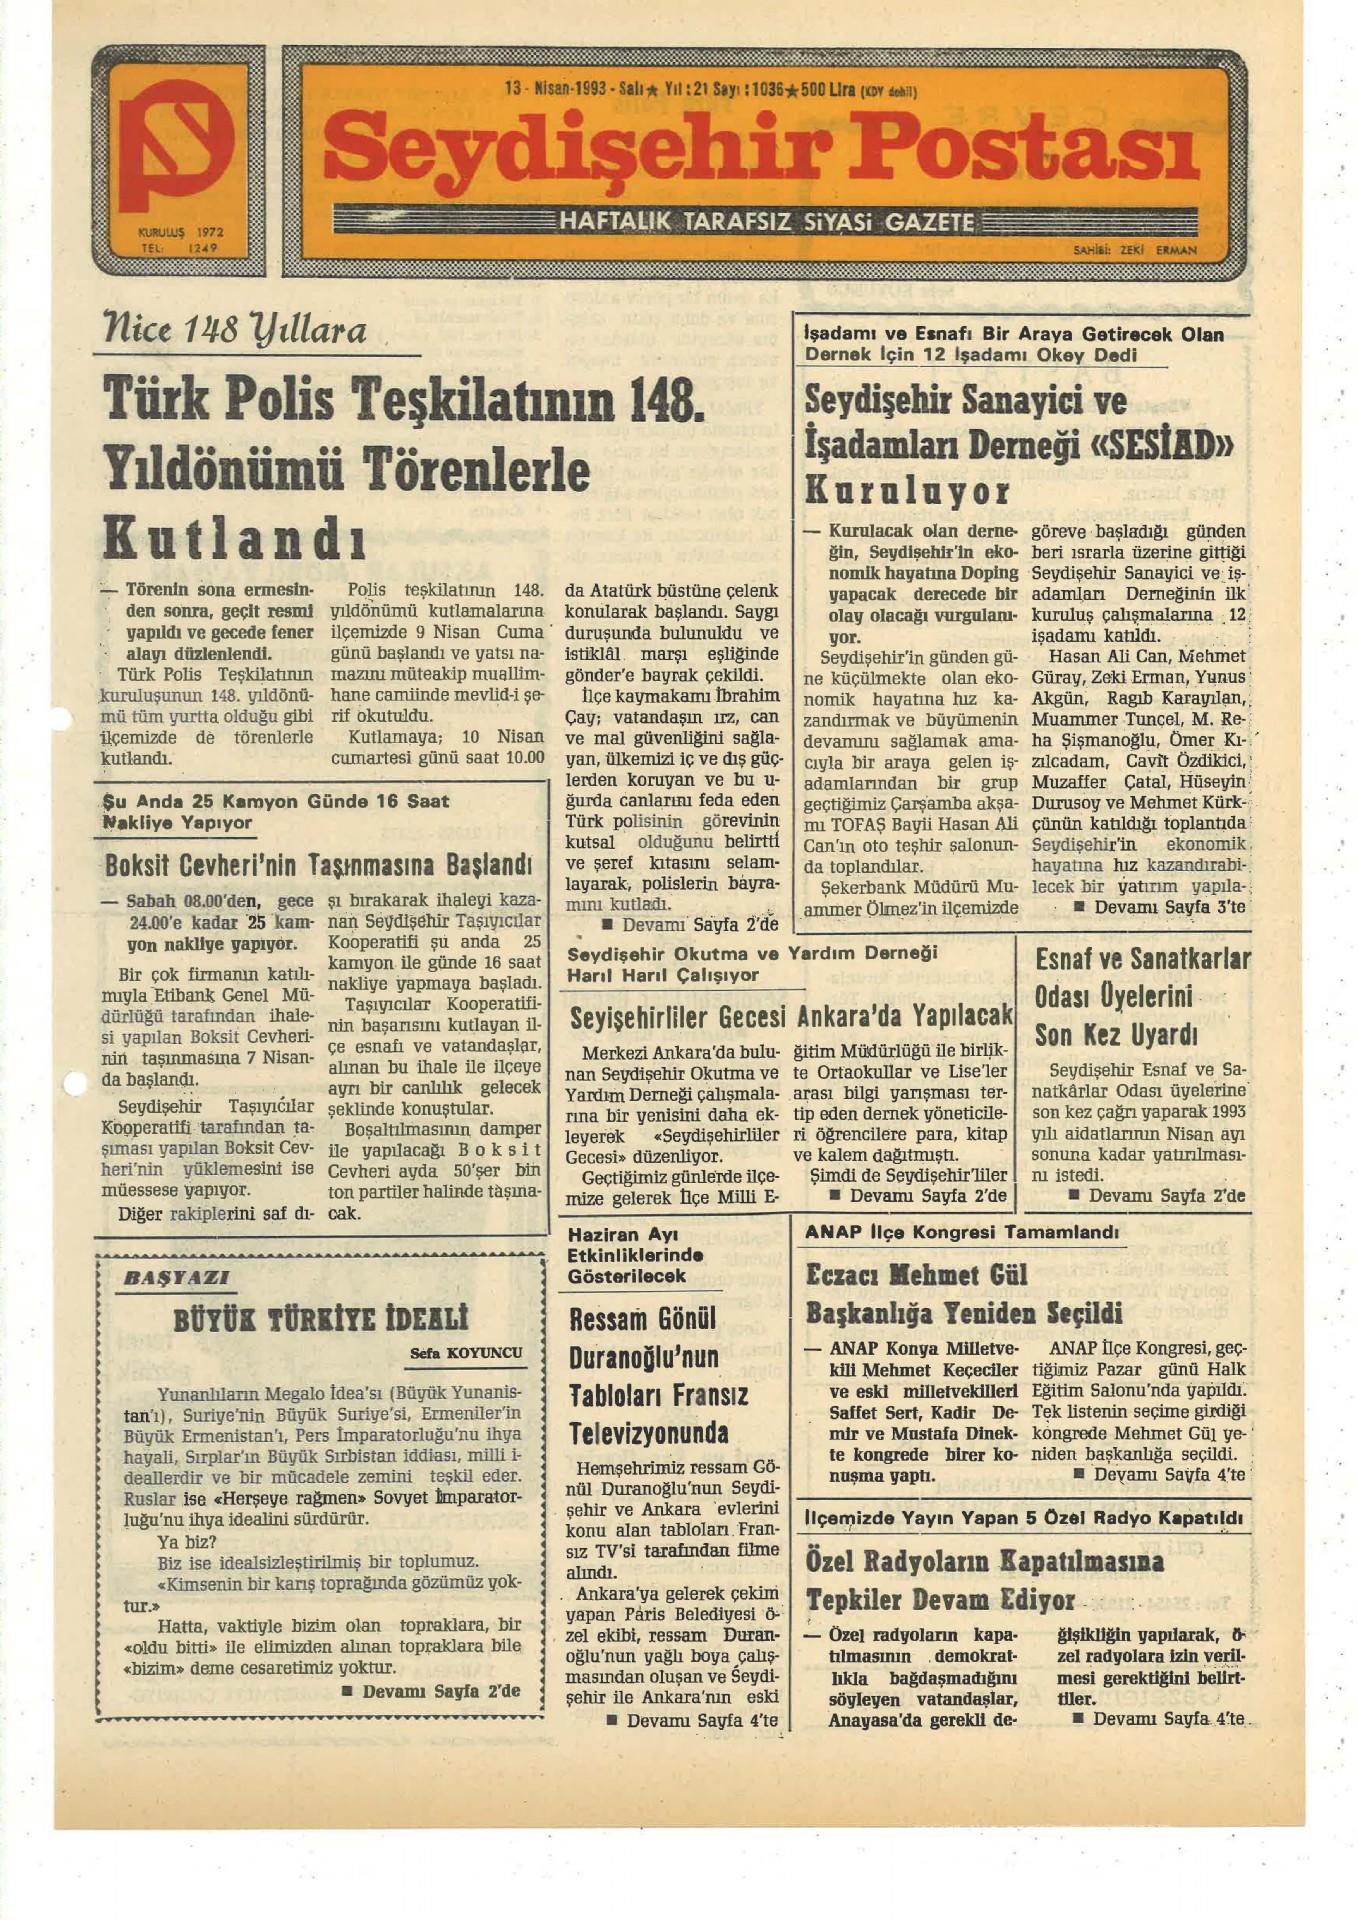 13 - Nisan-1993 - Salı★ Yıl : 21 Sayı : 1036★500 Lira (KDV dahil)
Seydişehir Postası
HAFTALIK TARAFSIZ SİYASİ GAZETE
SAHİBİ: ZEKİ ERMAN
KURULUŞ 1972
TEL: 1249
Nice 148 Yıllara
Türk Polis Teşkilatının 148.
Yıldönümü Törenlerle
Kutlandı
— Törenin sona ermesin-
den sonra, geçit resmi
yapıldı ve gecede fener
alayı düzenlendi.
Türk Polis Teşkilatının
kuruluşunun 148. yıldönü-
mü tüm yurtta olduğu gibi
ilçemizde de törenlerle
kutlandı.
Polis teşkilatının 148.
yıldönümü kutlamalarına
ilçemizde 9 Nisan Cuma
günü başlandı ve yatsı na-
mazını müteakip muallim-
hane camiinde mevlid-i şe-
rif okutuldu.
Kutlamaya; 10 Nisan
cumartesi günü saat 10.00
da Atatürk büstüne çelenk
konularak başlandı. Saygı
duruşunda bulunuldu ve
istiklâl marşı eşliğinde
gönder'e bayrak çekildi.
İlçe kaymakamı İbrahim
Çay; vatandaşın ırz, can
ve mal güvenliğini sağla-
yan, ülkemizi iç ve dış güç-
lerden koruyan ve bu u-
ğurda canlarını feda eden
Türk polisinin görevinin
kutsal olduğunu belirtti
ve şeref kıtasını selam-
layarak, polislerin bayra-
mını kutladı.
■ Devamı Sayfa 2'de
İşadamı ve Esnafı Bir Araya Getirecek Olan
Dernek İçin 12 İşadamı Okey Dedi
Seydişehir Sanayici ve
İşadamları Derneği «SESİAD»
Kuruluyor
— Kurulacak olan derne-
ğin, Seydişehir'in eko-
nomik hayatına Doping
yapacak derecede bir
olay olacağı vurgulanı-
yor.
Seydişehir'in günden gü-
ne küçülmekte olan eko-
nomik hayatına hız ka-
zandırmak ve büyümenin
devamını sağlamak ama-
cıyla bir araya gelen iş-
adamlarından bir grup
geçtiğimiz Çarşamba akşa-
mı TOFAŞ Bayii Hasan Ali
Can'ın oto teşhir salonun-
da toplandılar.
Şekerbank Müdürü Mu-
ammer Ölmez'in ilçemizde
göreve başladığı günden
beri ısrarla üzerine gittiği
Seydişehir Sanayici ve iş-
adamları Derneğinin ilk
kuruluş çalışmalarına 12
işadamı katıldı.
Hasan Ali Can, Mehmet
Güray, Zeki Erman, Yunus
Akgün, Ragıb Karayılan,
Muammer Tunçel, M. Re-
ha Şişmanoğlu, Ömer Kı-
zılcadam, Cavit Özdikici,
Muzaffer Çatal, Hüseyin
Durusoy ve Mehmet Kürk-
çünün katıldığı toplantıda
Seydişehir'in ekonomik
hayatına hız kazandırabi-
lecek bir yatırım yapıla-
■ Devamı Sayfa 3'te
Şu Anda 25 Kamyon Günde 16 Saat
Nakliye Yapıyor
Boksit Cevheri'nin Taşınmasına Başlandı
— Sabah 08.00'den, gece
24.00'e kadar 25 kam-
yon nakliye yapıyor.
Bir çok firmanın katılı-
mıyla Etibank Genel Mü-
dürlüğü tarafından ihale-
si yapılan Boksit Cevheri-
nin taşınmasına 7 Nisan-
da başlandı.
Seydişehir Taşıyıcılar
Kooperatifi tarafından ta-
şıması yapılan Boksit Cev-
heri'nin yüklemesini ise
müessese yapıyor.
Diğer rakiplerini saf dı-
şı bırakarak ihaleyi kaza-
nan Seydişehir Taşıyıcılar
Kooperatifi şu anda 25
kamyon ile günde 16 saat
nakliye yapmaya başladı.
Taşıyıcılar Kooperatifi-
nin başarısını kutlayan il-
çe esnafı ve vatandaşlar,
alınan bu ihale ile ilçeye
ayrı bir canlılık gelecek
şeklinde konuştular.
Boşaltılmasının damper
ile yapılacağı Boksit
Cevheri ayda 50'şer bin
ton partiler halinde taşına-
cak.
Seydişehir Okutma ve Yardım Derneği
Harıl Harıl Çalışıyor
Seyişehirliler Gecesi Ankara'da Yapılacak
Merkezi Ankara'da bulu-
nan Seydişehir Okutma ve
Yardım Derneği çalışmala-
rına bir yenisini daha ek-
leyerek «Seydişehirliler
Gecesi» düzenliyor.
Geçtiğimiz günlerde ilçe-
mize gelerek İlçe Milli E-
ğitim Müdürlüğü ile birlik-
te Ortaokullar ve Lise'ler
arası bilgi yarışması ter-
tip eden dernek yöneticile-
ri öğrencilere para, kitap
ve kalem dağıtmıştı.
Şimdi de Seydişehir'liler
■ Devamı Sayfa 2'de
Esnaf ve Sanatkarlar
Odası Üyelerini
Son Kez Uyardı
Seydişehir Esnaf ve Sa-
natkârlar Odası üyelerine
son kez çağrı yaparak 1993
yılı aidatlarının Nisan ayı
sonuna kadar yatırılması-
nı istedi.
■ Devamı Sayfa 2'de
BAŞYAZI
BÜYÜK TÜRKİYE İDEALİ
Sefa KOYUNCU
Yunanlıların Megalo İdea'sı (Büyük Yunanis-
tan'ı), Suriye'nin Büyük Suriye'si, Ermeniler'in
Büyük Ermenistan'ı, Pers İmparatorluğu'nu ihya
hayali, Sırplar'ın Büyük Sırbistan iddiası, milli i-
deallerdir ve bir mücadele zemini teşkil eder.
Ruslar ise «Herşeye rağmen» Sovyet İmparator-
luğu'nu ihya idealini sürdürür.
Ya biz?
Biz ise idealsizleştirilmiş bir toplumuz.
«Kimsenin bir karış toprağında gözümüz yok-
tur.»
Hatta, vaktiyle bizim olan topraklara, bir
«oldu bitti» ile elimizden alınan topraklara bile
«bizim» deme cesaretimiz yoktur.
■ Devamı Sayfa 2'de
Haziran Ayı
Etkinliklerinde
Gösterilecek
Ressam Gönül
Duranoğlu'nun
Tabloları Fransız
Televizyonunda
Hemşehrimiz ressam Gö-
nül Duranoğlu'nun Seydi-
şehir ve Ankara evlerini
konu alan tabloları Fran-
sız TV'si tarafından filme
alındı.
Ankara'ya gelerek çekim
yapan Paris Belediyesi ö-
zel ekibi, ressam Duran-
oğlu'nun yağlı boya çalış-
masından oluşan ve Seydi-
şehir ile Ankara'nın eski
■ Devamı Sayfa 4'te
ANAP İlçe Kongresi Tamamlandı
Eczacı Mehmet Gül
Başkanlığa Yeniden Seçildi
— ANAP Konya Milletve-
kili Mehmet Keçeciler
ve eski milletvekilleri
Saffet Sert, Kadir De-
mir ve Mustafa Dinek-
te kongrede birer ko-
nuşma yaptı.
ANAP İlçe Kongresi, geç-
tiğimiz Pazar günü Halk
Eğitim Salonu'nda yapıldı.
Tek listenin seçime girdiği
kongrede Mehmet Gül ye-
niden başkanlığa seçildi.
■ Devamı Sayfa 4'te
İlçemizde Yayın Yapan 5 Özel Radyo Kapatıldı
Özel Radyoların Kapatılmasına
Tepkiler Devam Ediyor
— Özel radyoların kapa-
tılmasının demokrat-
lıkla bağdaşmadığını
söyleyen vatandaşlar,
Anayasa'da gerekli de-
ğişikliğin yapılarak, ö-
zel radyolara izin veril-
mesi gerektiğini belirt-
tiler.
■ Devamı Sayfa 4'te